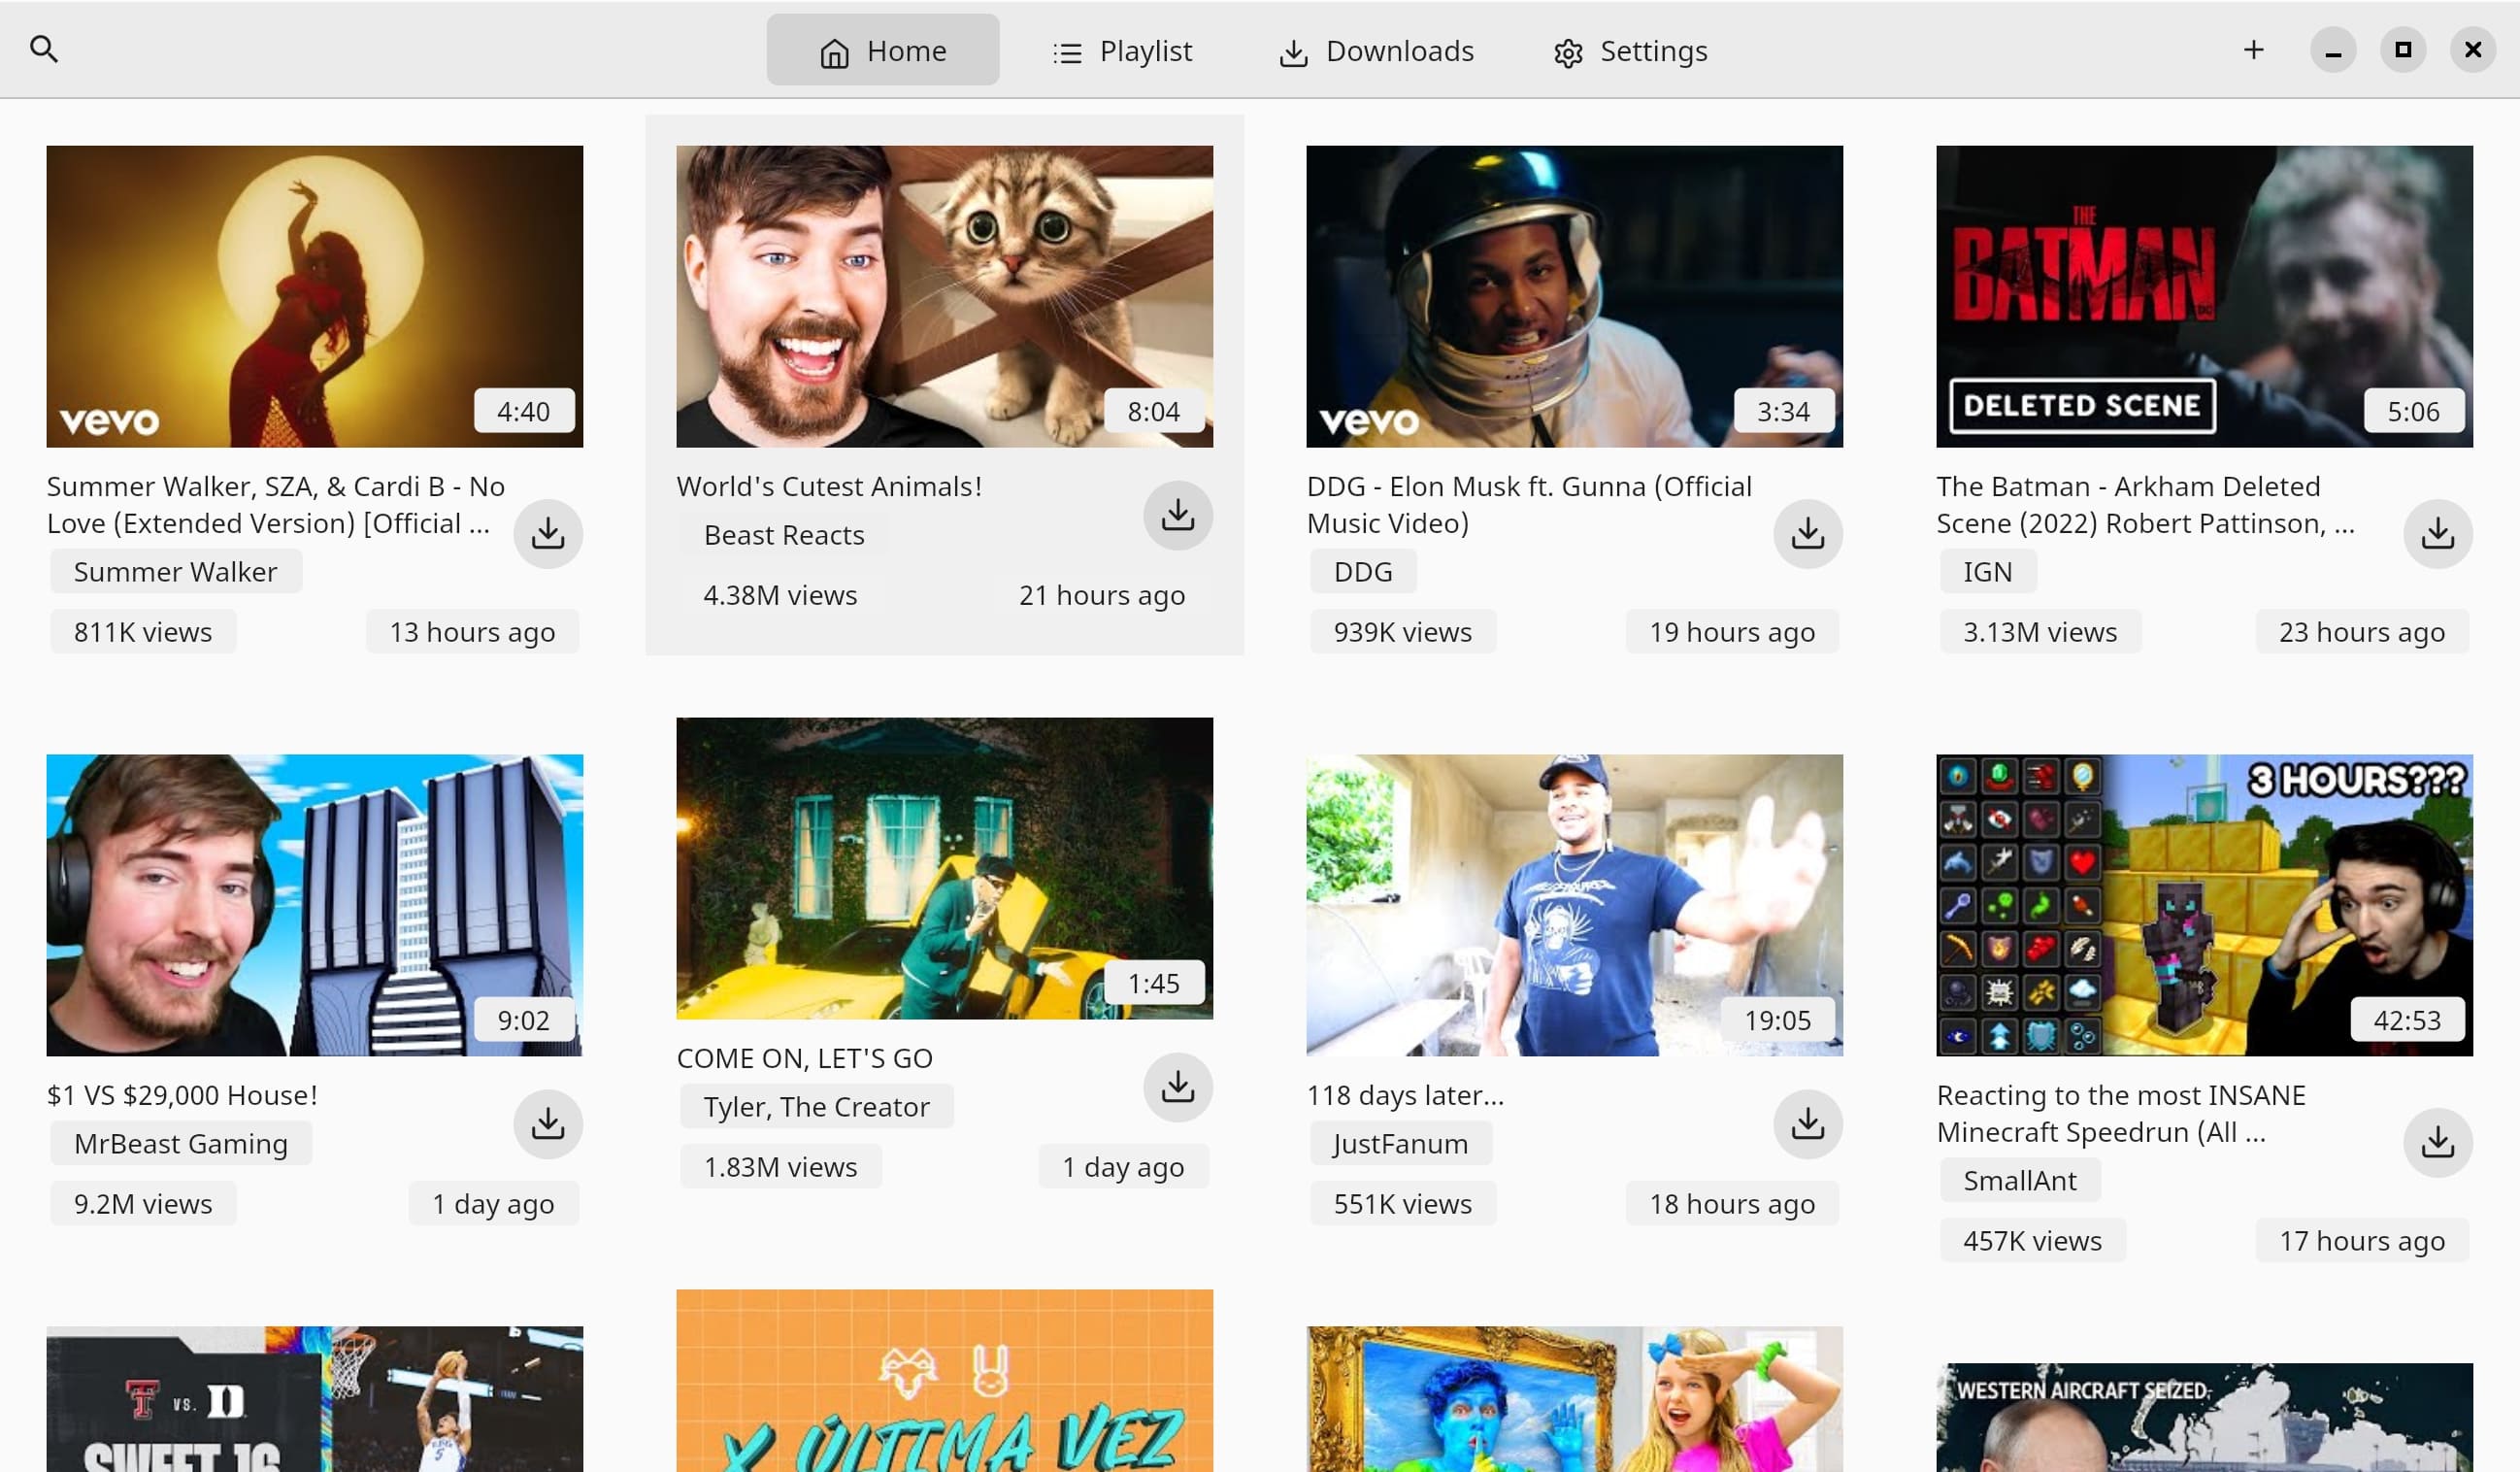 Home
Playlist
Downloads
Settings
vevo
4:40
Summer Walker, SZA, & Cardi B - No
Love (Extended Version) [Official ...
Summer Walker
811K views
13 hours ago
8:04
World's Cutest Animals!
Beast Reacts
4.38M views
21 hours ago
vevo
3:34
DDG - Elon Musk ft. Gunna (Official
Music Video)
DDG
939K views
19 hours ago
THE
BATMAN
DELETED SCENE
5:06
The Batman - Arkham Deleted
Scene (2022) Robert Pattinson, ...
IGN
3.13M views
23 hours ago
9:02
$1 VS $29,000 House!
MrBeast Gaming
9.2M views
1 day ago
1:45
COME ON, LET'S GO
Tyler, The Creator
1.83M views
1 day ago
19:05
118 days later...
JustFanum
551K views
18 hours ago
3 HOURS???
42:53
Reacting to the most INSANE
Minecraft Speedrun (All ...
SmallAnt
457K views
17 hours ago
T VS. D
SWEET 16
5
X ÚLTIMA VEZ
WESTERN AIRCRAFT SEIZED